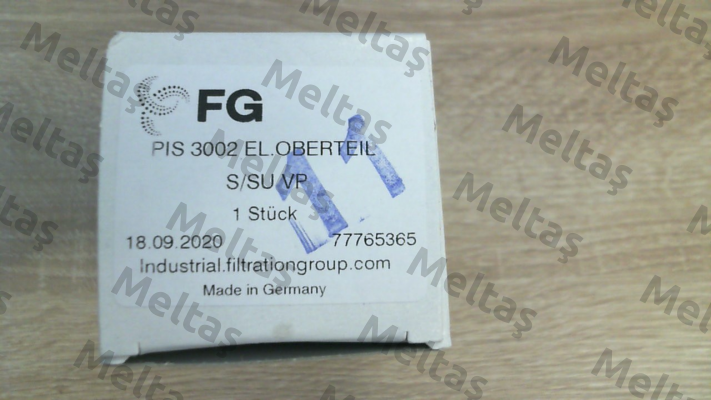 FG
PIS 3002 EL.OBERTEIL
S/SU VP
1 Stück
18.09.2020 77765365
Industrial.filtrationgroup.com
Made in Germany
11
Meltaş